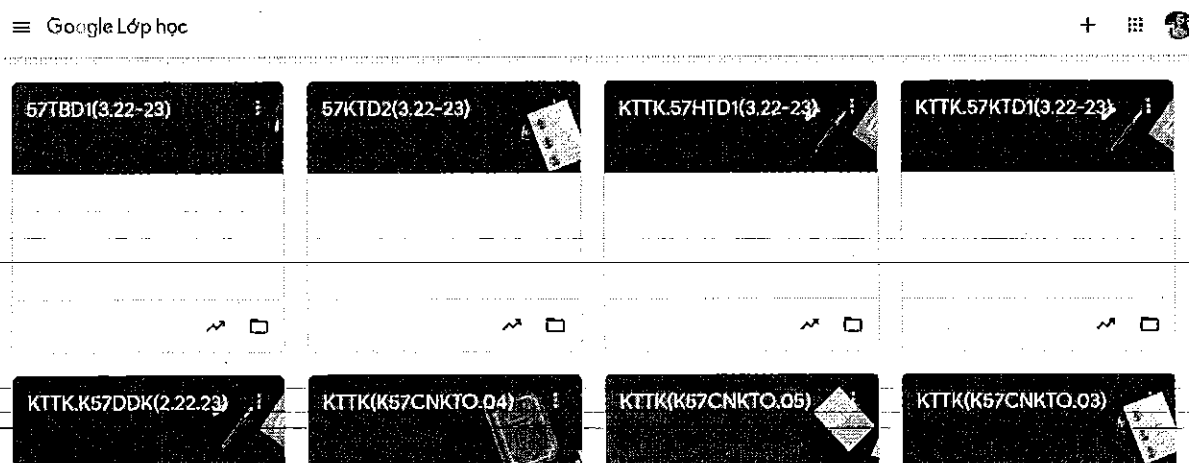 Google Lớp học
57TBD1(3.22-23)
57KTD2(3.22-23)
KTTK.57HTD1(3.22-23)
KTTK.57KTD1(3.22-23)
KTTK.K57DDK(2.22.23)
KTTK(K57CNKTO.04)
KTTK(K57CNKTO.05)
KTTK(K57CNKTO.03)